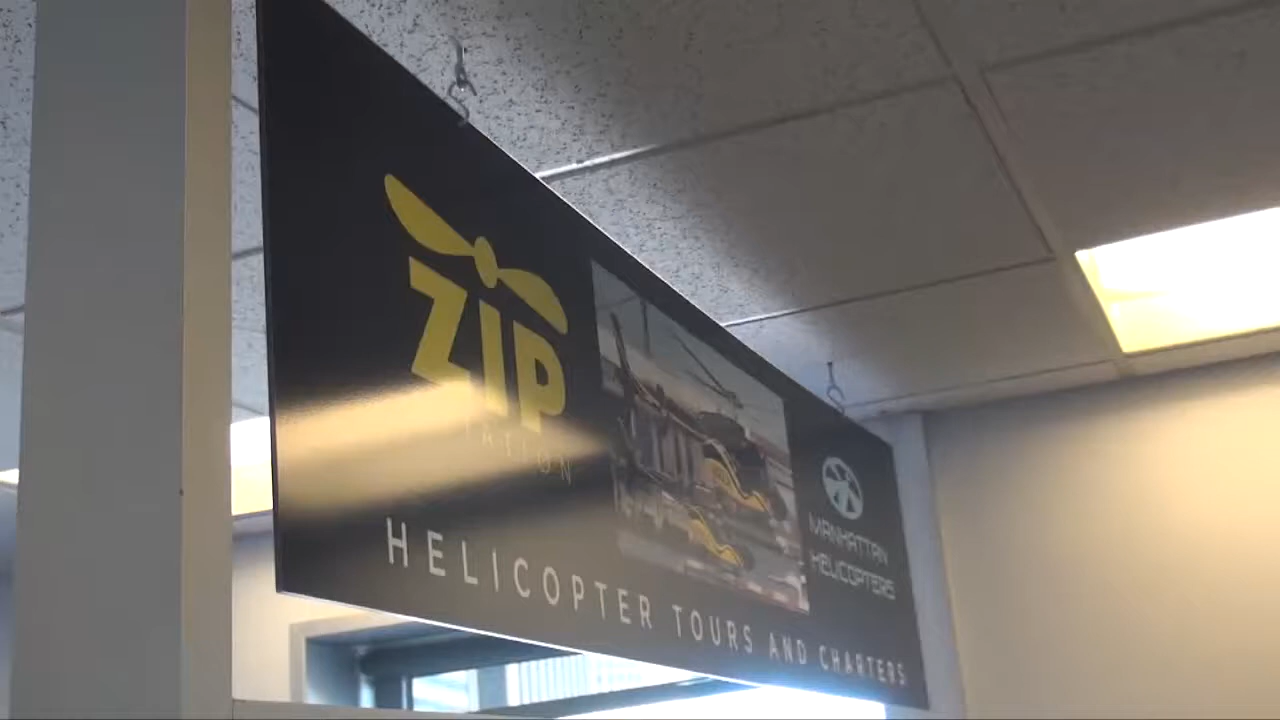 ZIP
HELICOPTER TOURS AND CHARTERS
MANHATTAN
HELICOPTERS